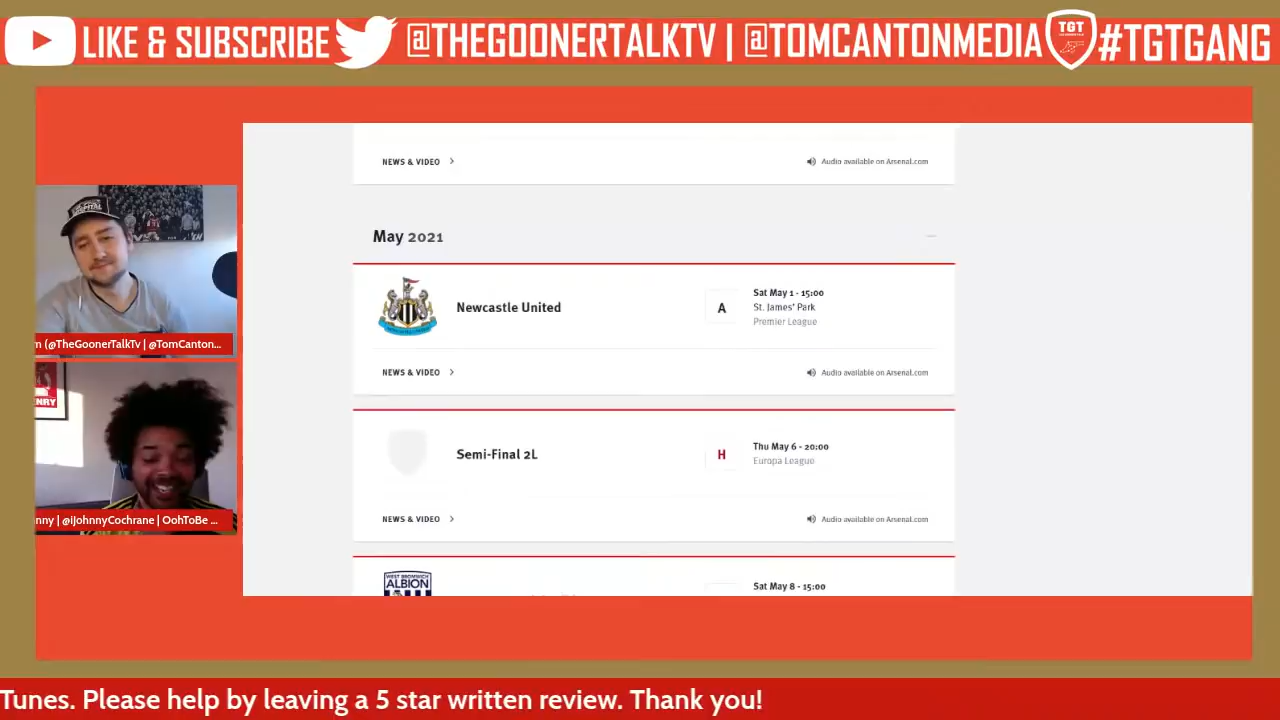 LIKE & SUBSCRIBE @THEGOONERTALKTV | @TOMCANTONMEDIA TGT #TGTGANG
NEWS & VIDEO
Audio available on Arsenal.com
May 2021
Newcastle United
A
Sat May 1 - 15:00
St. James' Park
Premier League
NEWS & VIDEO
Audio available on Arsenal.com
Semi-Final 2L
H
Thu May 6 - 20:00
Europa League
NEWS & VIDEO
Audio available on Arsenal.com
WEST BROMWICH
ALBION
Sat May 8 - 15:00
m (@TheGoonerTalkTv | @TomCanton...
NRY
nny | @iJohnnyCochrane | OohToBe ...
Tunes. Please help by leaving a 5 star written review. Thank you!